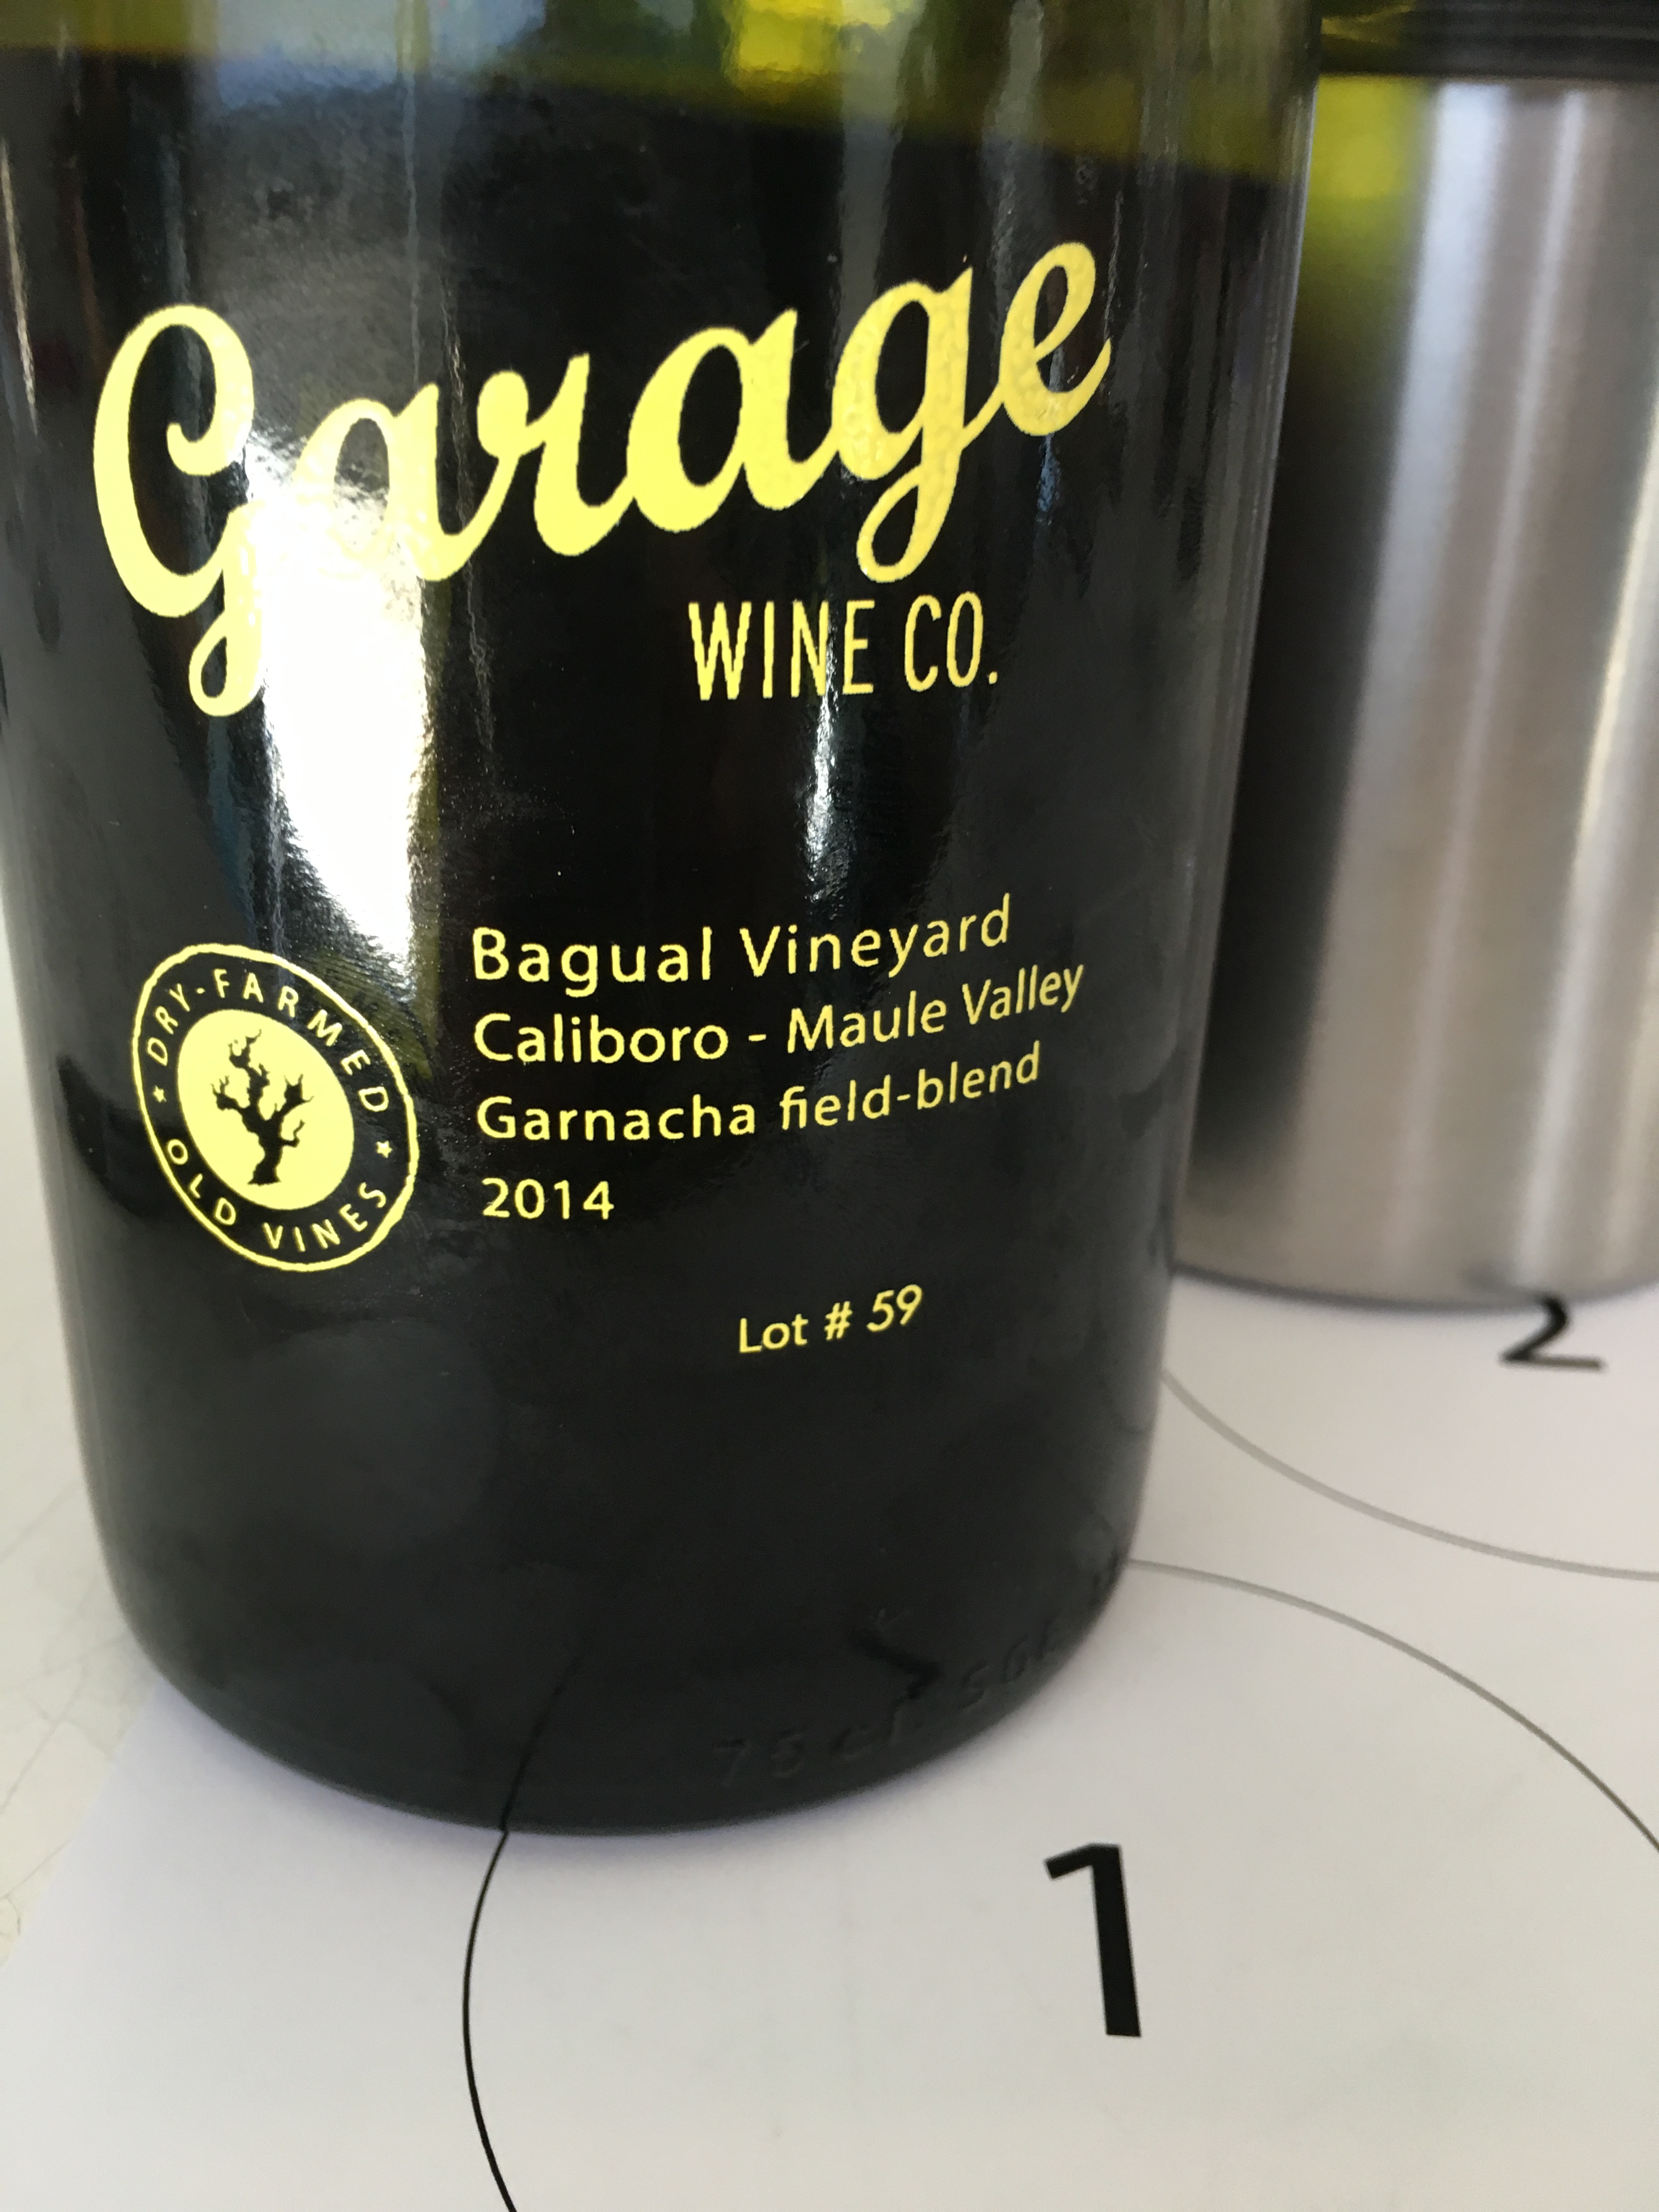 Garage
WINE CO.
DRY-FARMED
OLD VINES
Bagual Vineyard
Caliboro - Maule Valley
Garnacha field-blend
2014
Lot # 59
75cl
2
1